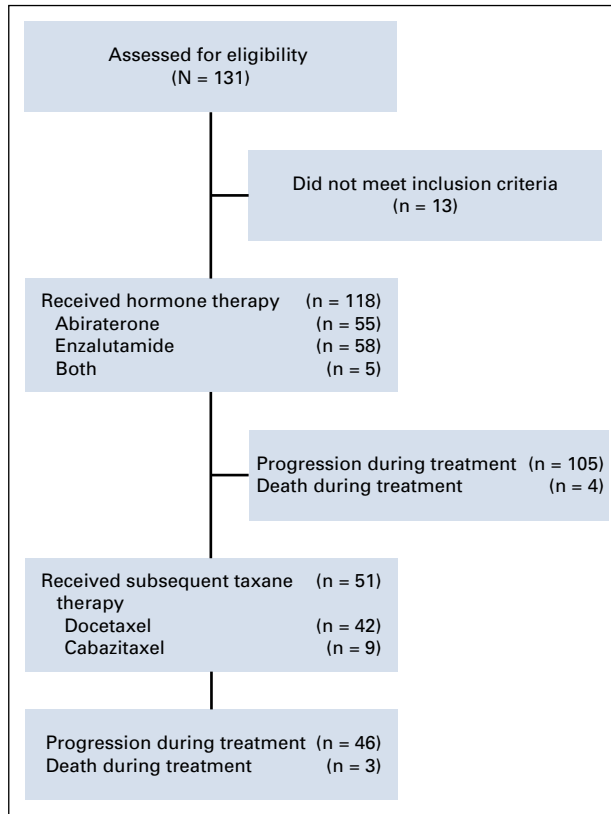 Assessed for eligibility
(N = 131)
Did not meet inclusion criteria
(n = 13)
Received hormone therapy (n = 118)
Abiraterone (n = 55)
Enzalutamide (n = 58)
Both (n = 5)
Progression during treatment (n = 105)
Death during treatment (n = 4)
Received subsequent taxane (n = 51)
therapy
Docetaxel (n = 42)
Cabazitaxel (n = 9)
Progression during treatment (n = 46)
Death during treatment (n = 3)